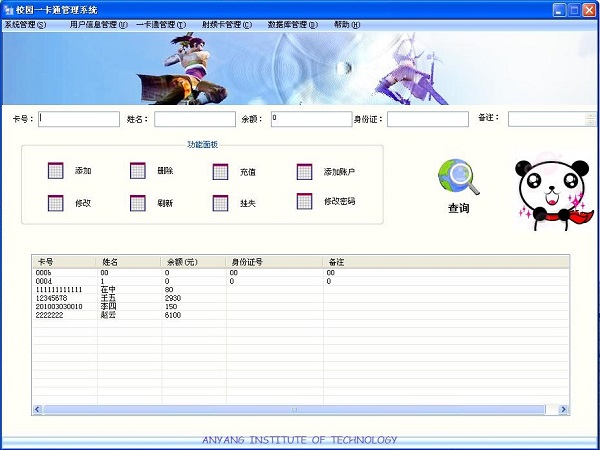 校园一卡通管理系统
系统管理(S) 用户信息管理(U) 一卡通管理(T) 射频卡管理(C) 数据库管理(D) 帮助(H)
卡号： 姓名： 余额： 0 身份证： 备注：
功能面板
添加 删除 充值 添加账户
修改 刷新 挂失 修改密码
查询
卡号 姓名 余额(元) 身份证号 备注
000b 00 0 00 00
000d 1 0 0 0
111111111111 在中 80
12345678 王五 2930
201003030010 李四 150
2222222 赵云 6100
ANYANG INSTITUTE OF TECHNOLOGY